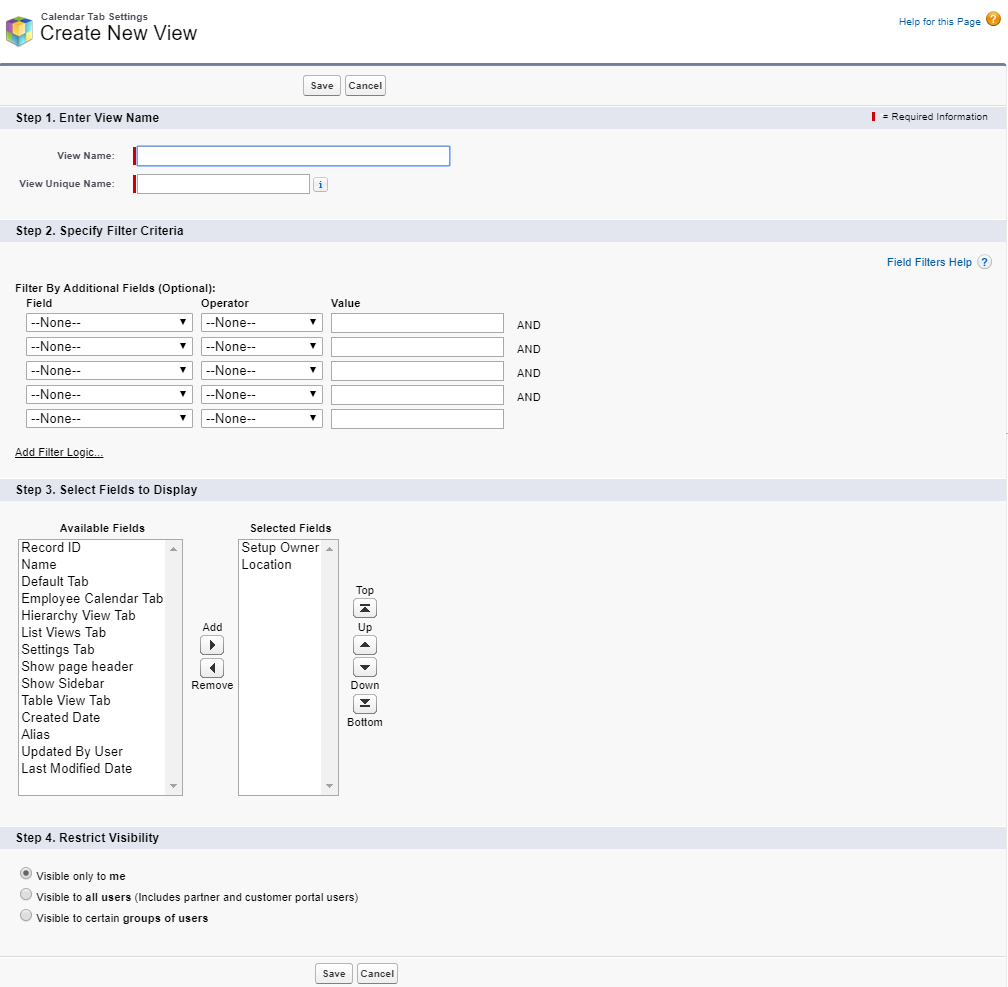 Calendar Tab Settings
Create New View
Help for this Page ?
Save Cancel
Step 1. Enter View Name
= Required Information
View Name:
View Unique Name:
i
Step 2. Specify Filter Criteria
Field Filters Help ?
Filter By Additional Fields (Optional):
Field Operator Value
--None-- --None-- AND
--None-- --None-- AND
--None-- --None-- AND
--None-- --None-- AND
--None-- --None--
Add Filter Logic...
Step 3. Select Fields to Display
Available Fields
Record ID
Name
Default Tab
Employee Calendar Tab
Hierarchy View Tab
List Views Tab
Settings Tab
Show page header
Show Sidebar
Table View Tab
Created Date
Alias
Updated By User
Last Modified Date
Add
Remove
Selected Fields
Setup Owner
Location
Top
Up
Down
Bottom
Step 4. Restrict Visibility
Visible only to me
Visible to all users (Includes partner and customer portal users)
Visible to certain groups of users
Save Cancel